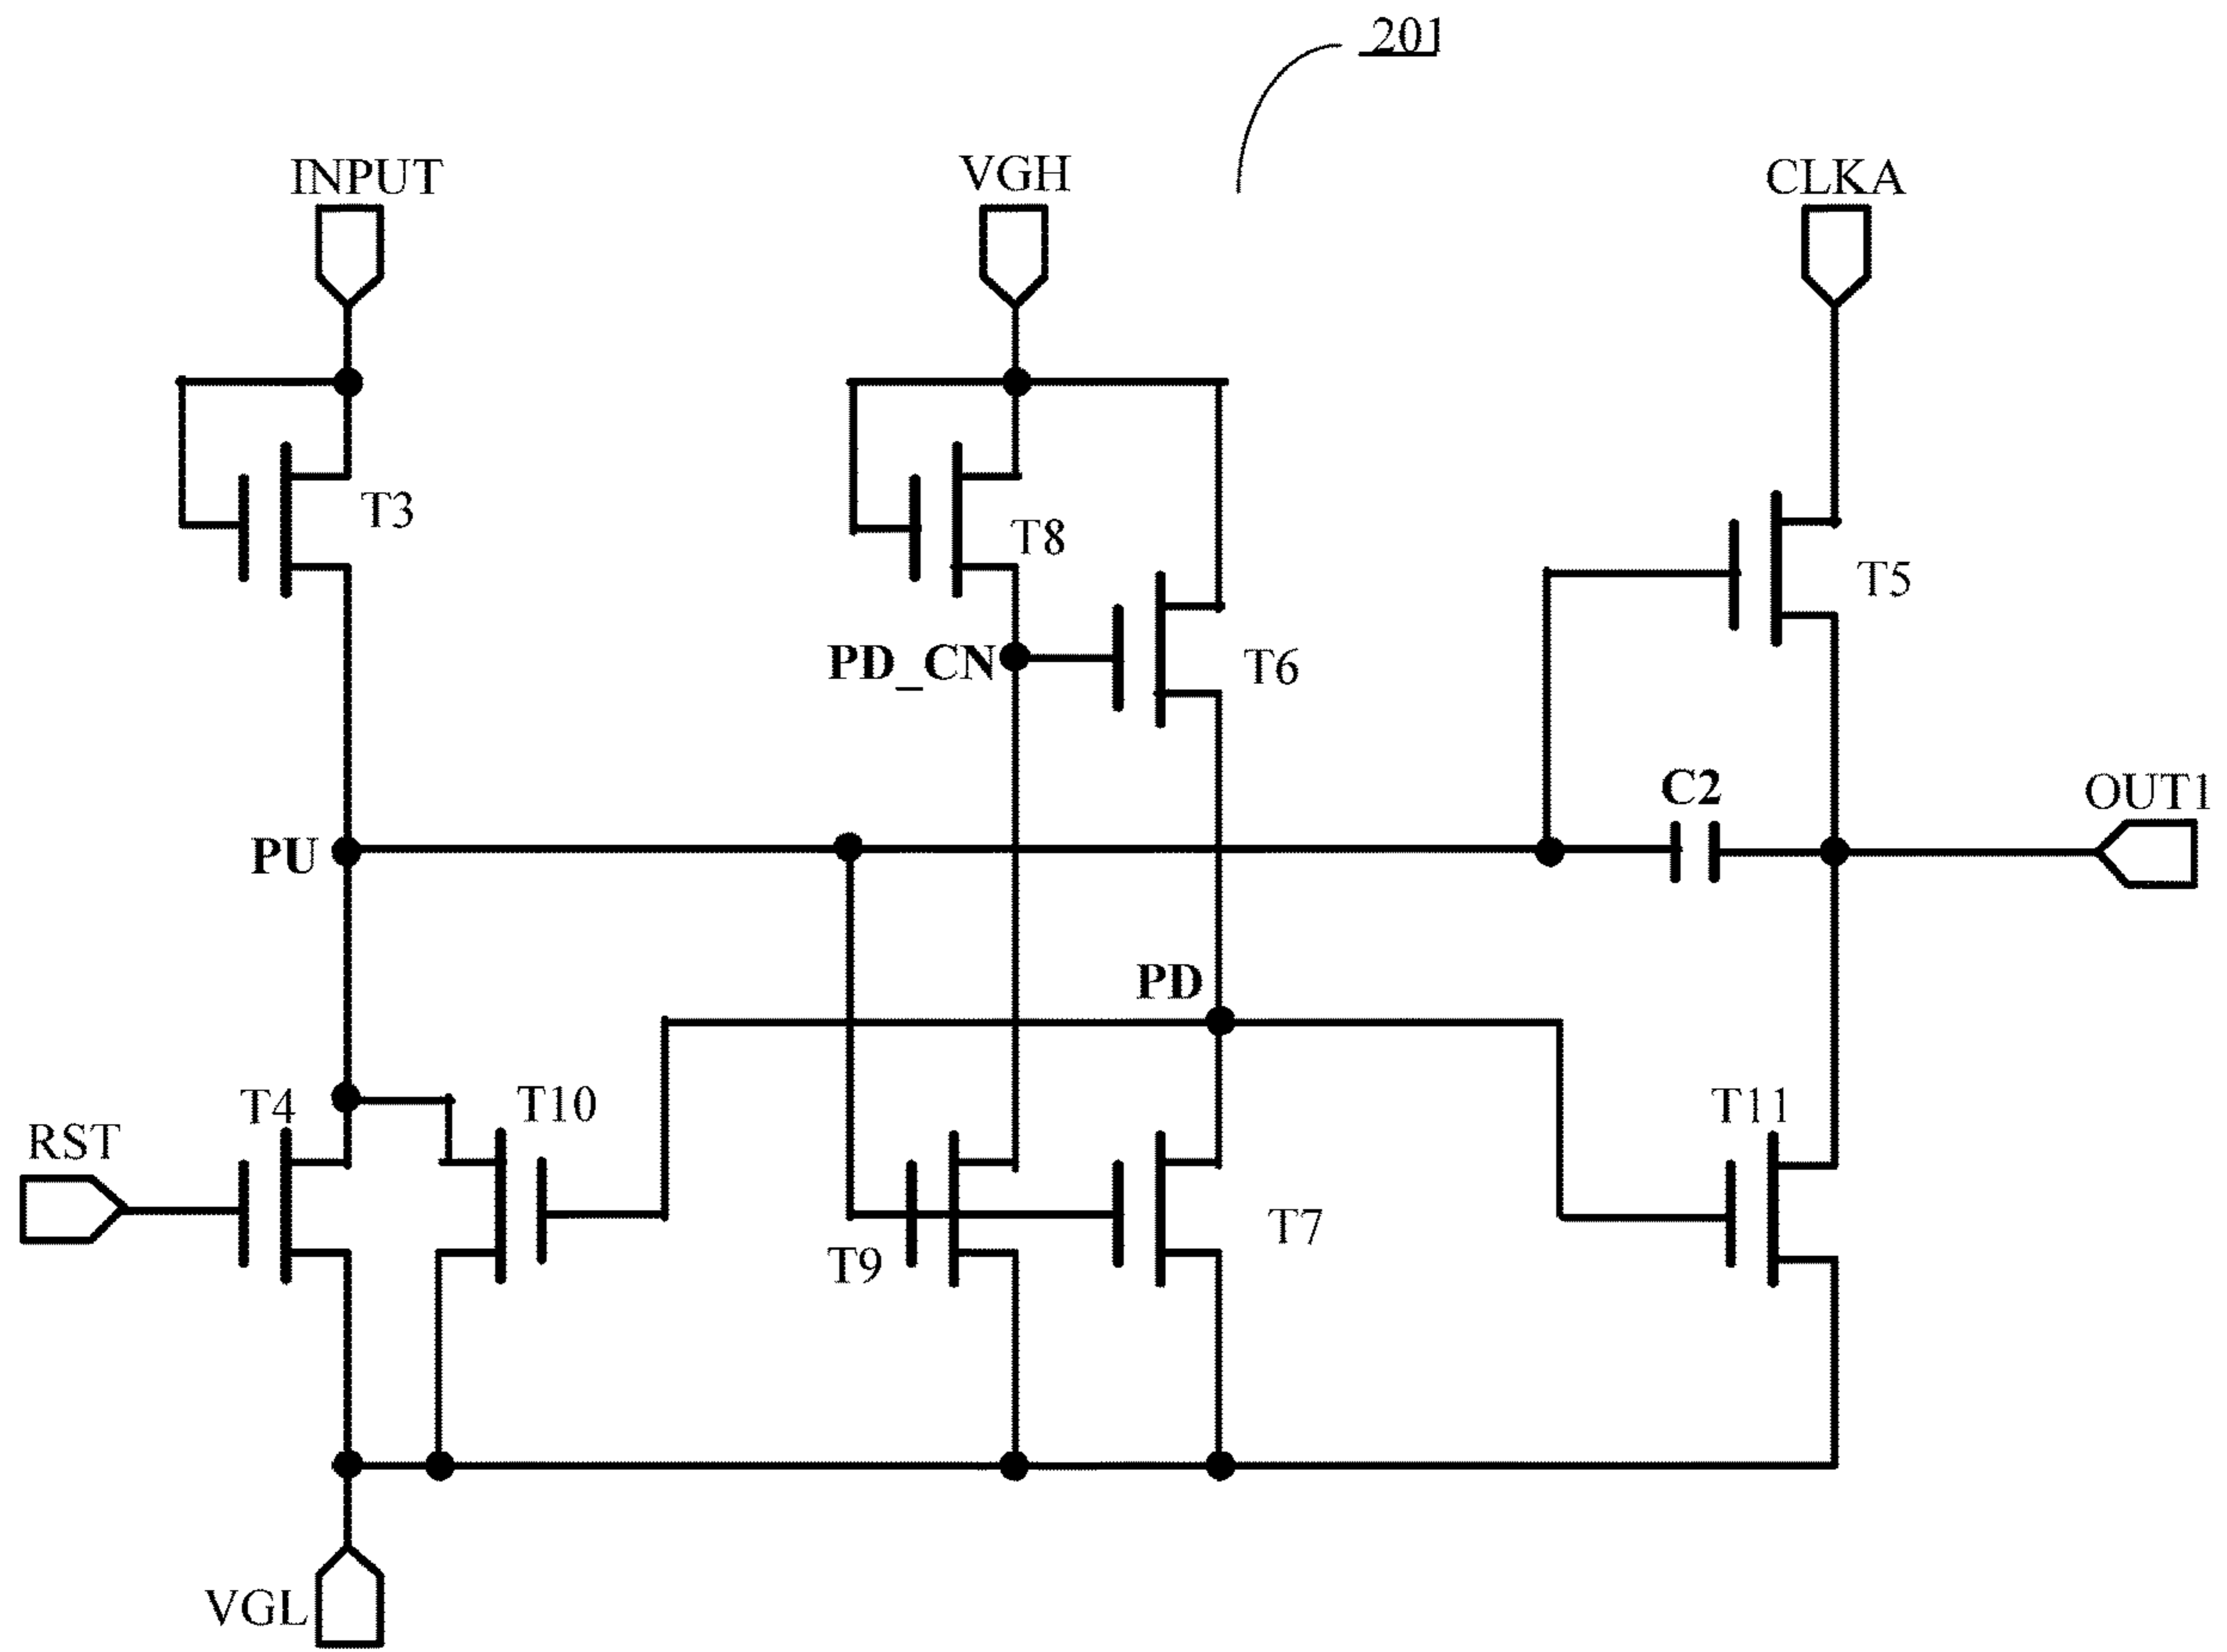 201
INPUT
VGH
CLKA
T3
T8
T5
PD_CN
T6
C2
OUT1
PU
PD
T4
T10
T11
RST
T9
T7
VGL